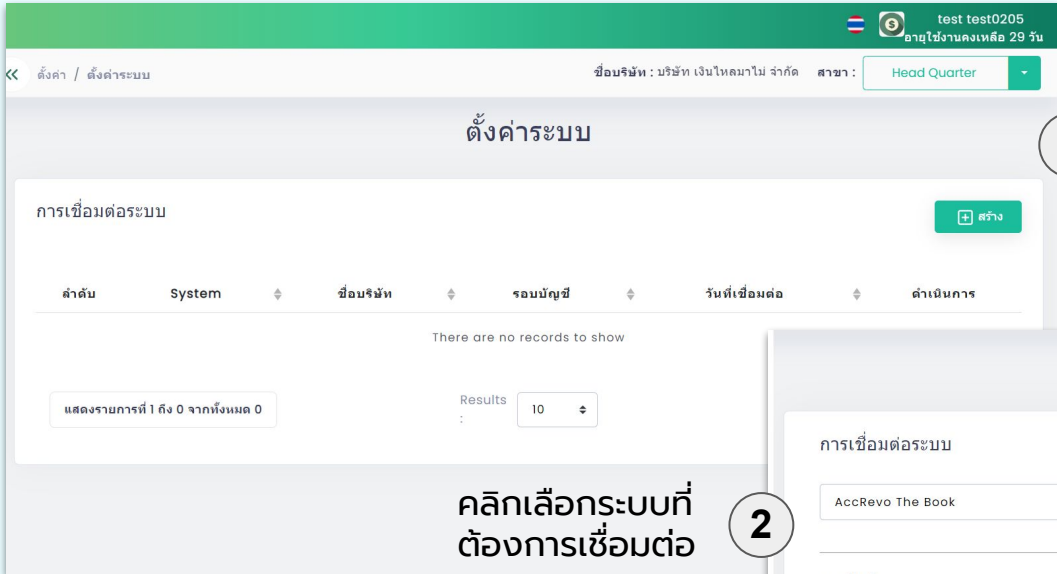 test test0205
อายุใช้งานคงเหลือ 29 วัน
ตั้งค่า / ตั้งค่าระบบ
ชื่อบริษัท : บริษัท เงินไหลมาไม่ จำกัด สาขา : Head Quarter
ตั้งค่าระบบ
การเชื่อมต่อระบบ
สร้าง
ลำดับ System ชื่อบริษัท รอบบัญชี วันที่เชื่อมต่อ ดำเนินการ
There are no records to show
แสดงรายการที่ 1 ถึง 0 จากทั้งหมด 0
Results : 10
การเชื่อมต่อระบบ
AccRevo The Book
คลิกเลือกระบบที่
ต้องการเชื่อมต่อ
2